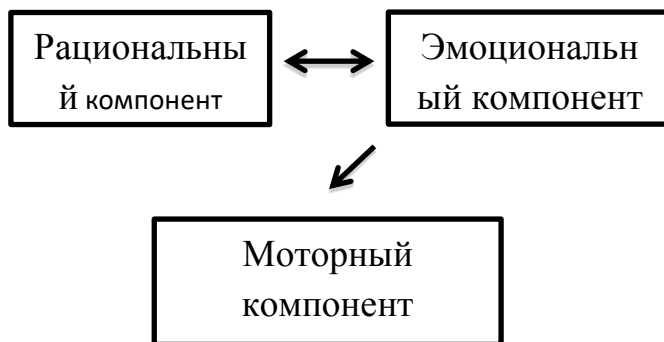 Рациональны
й компонент
Эмоциональн
ый компонент
Моторный
компонент